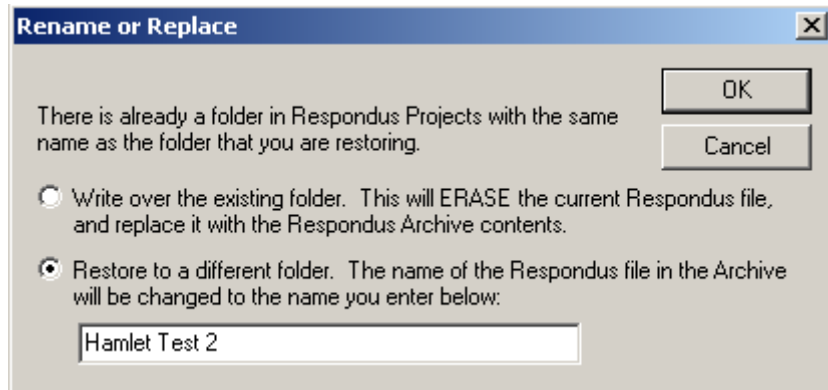 Rename or Replace
OK
There is already a folder in Respondus Projects with the same
name as the folder that you are restoring.
Cancel
Write over the existing folder.  This will ERASE the current Respondus file,
and replace it with the Respondus Archive contents.
Restore to a different folder.  The name of the Respondus file in the Archive
will be changed to the name you enter below:
Hamlet Test 2